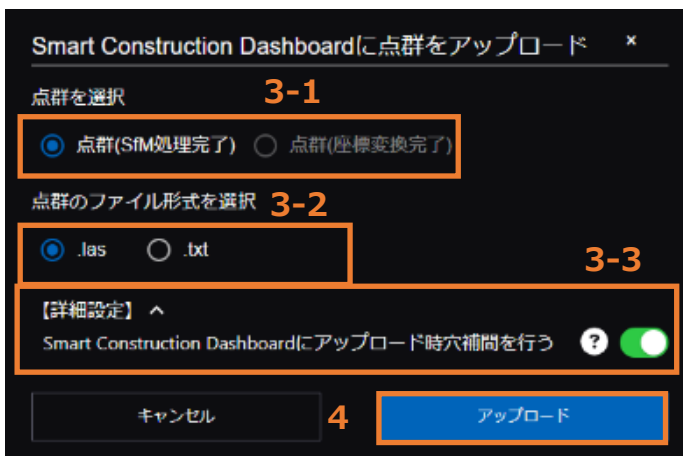 Smart Construction Dashboardに点群をアップロード ×
点群を選択 3-1
点群(SfM処理完了) 点群(座標変換完了)
点群のファイル形式を選択 3-2
.las .txt
3-3
【詳細設定】 ^
Smart Construction Dashboardにアップロード時穴補間を行う ?
キャンセル 4 アップロード